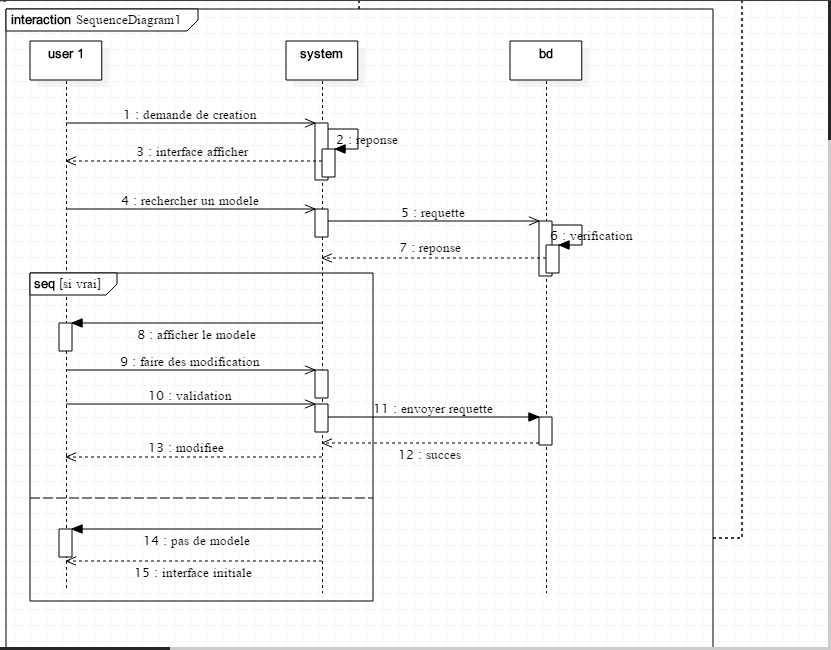 interaction SequenceDiagram1
user 1
system
bd
1 : demande de creation
2 : reponse
3 : interface afficher
4 : rechercher un modele
5 : requette
6 : verification
7 : reponse
seq [si vrai]
8 : afficher le modele
9 : faire des modification
10 : validation
11 : envoyer requette
13 : modifiee
12 : succes
14 : pas de modele
15 : interface initiale